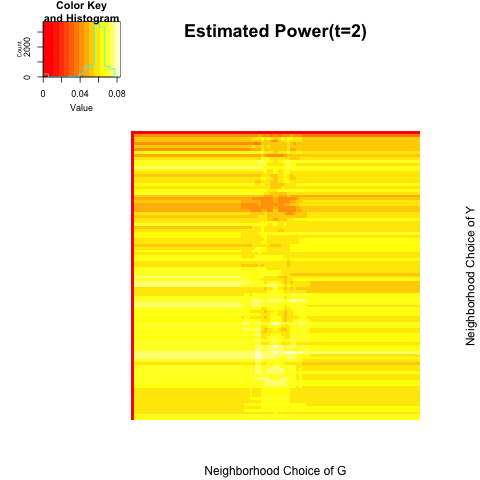 Color Key
and Histogram
Estimated Power(t=2)
Count
0 2000
0 0.04 0.08
Value
Neighborhood Choice of Y
Neighborhood Choice of G